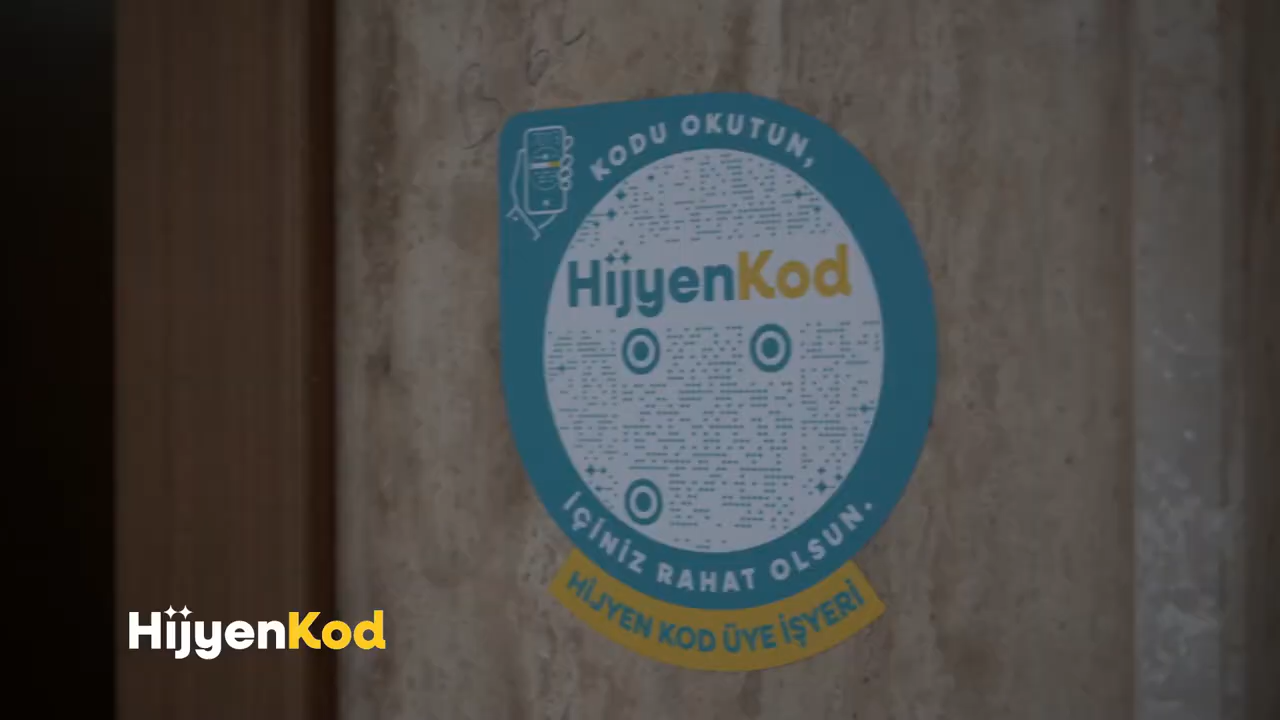 KODU OKUTUN,
HijyenKod
İÇİNİZ RAHAT OLSUN.
HİJYEN KOD ÜYE İŞYERİ
HijyenKod